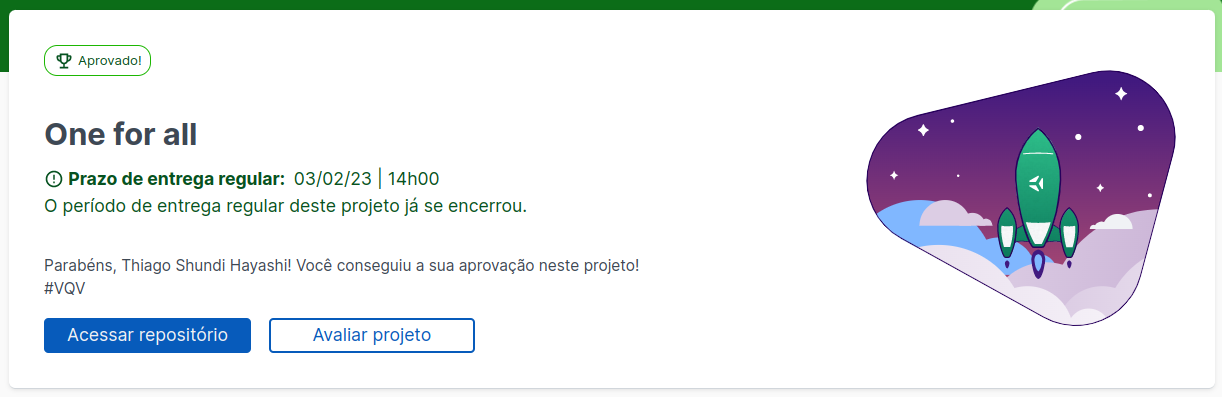 Aprovado!
One for all
Prazo de entrega regular: 03/02/23 | 14h00
O período de entrega regular deste projeto já se encerrou.
Parabéns, Thiago Shundi Hayashi! Você conseguiu a sua aprovação neste projeto!
#VQV
Acessar repositório
Avaliar projeto